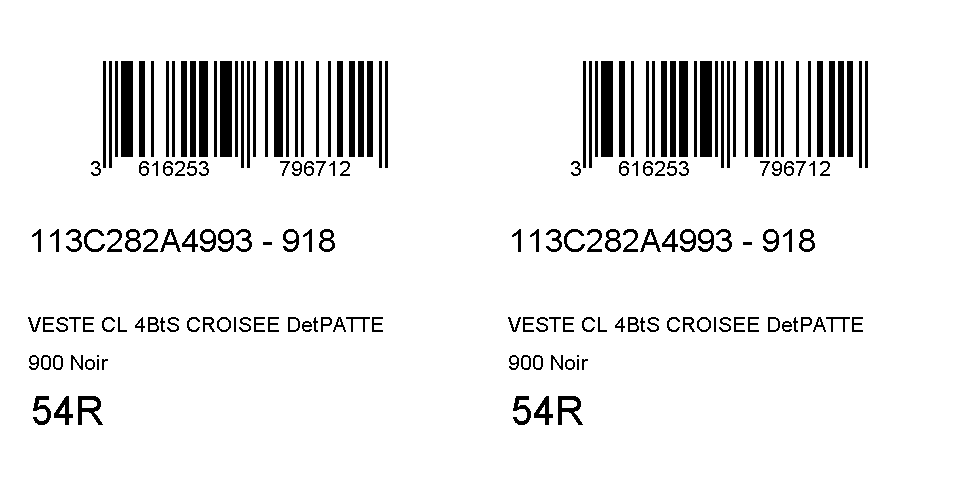 3 616253 796712
113C282A4993 - 918
VESTE CL 4BtS CROISEE DetPATTE
900 Noir
54R
3 616253 796712
113C282A4993 - 918
VESTE CL 4BtS CROISEE DetPATTE
900 Noir
54R